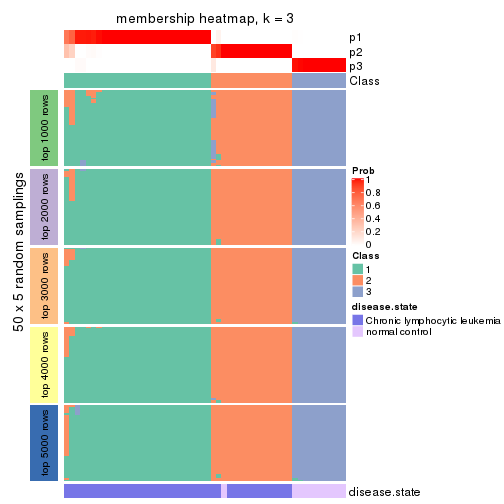 membership heatmap, k = 3
p1
p2
p3
Class
50 x 5 random samplings
top 1000 rows
top 2000 rows
top 3000 rows
top 4000 rows
top 5000 rows
Prob
1
0.8
0.6
0.4
0.2
0
Class
1
2
3
disease.state
Chronic lymphocytic leukemia
normal control
disease.state